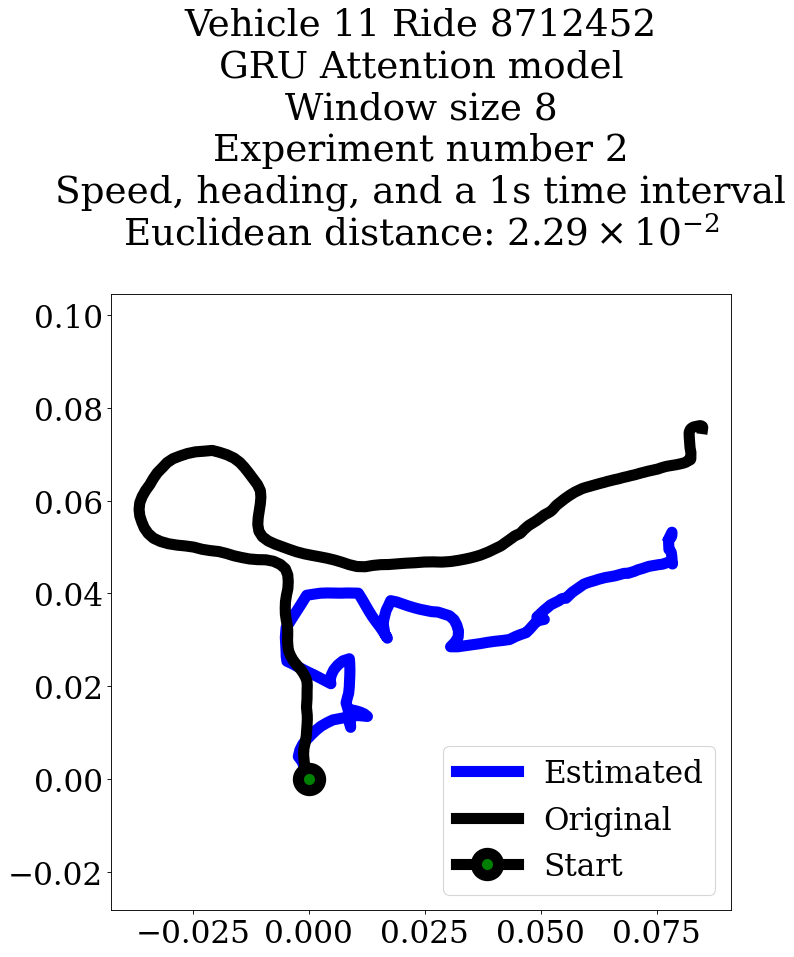 Vehicle 11 Ride 8712452
GRU Attention model
Window size 8
Experiment number 2
Speed, heading, and a 1s time interval
Euclidean distance: 2.29 × 10⁻²
0.10
0.08
0.06
0.04
0.02
0.00
−0.02
−0.025 0.000 0.025 0.050 0.075
Estimated
Original
Start